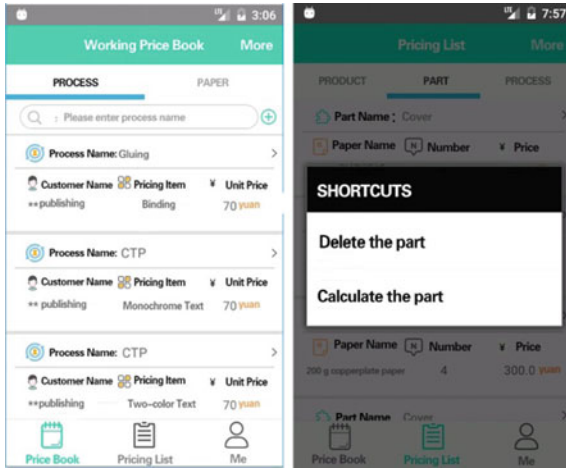 LTE 3:06
Working Price Book More
PROCESS PAPER
: Please enter process name
Process Name: Gluing
Customer Name Pricing Item ¥ Unit Price
**publishing Binding 70 yuan
Process Name: CTP
Customer Name Pricing Item ¥ Unit Price
** publishing Monochrome Text 70 yuan
Process Name: CTP
Customer Name Pricing Item ¥ Unit Price
**publishing Two-color Text 70 yuan
Price Book Pricing List Me
LTE 7:57
Pricing List More
PRODUCT PART PROCESS
Part Name: Cover
Paper Name N Number ¥ Price
SHORTCUTS
Delete the part
Calculate the part
Paper Name N Number ¥ Price
200 g copperplate paper 4 300.0 yuan
Part Name Cover
Price Book Pricing List Me